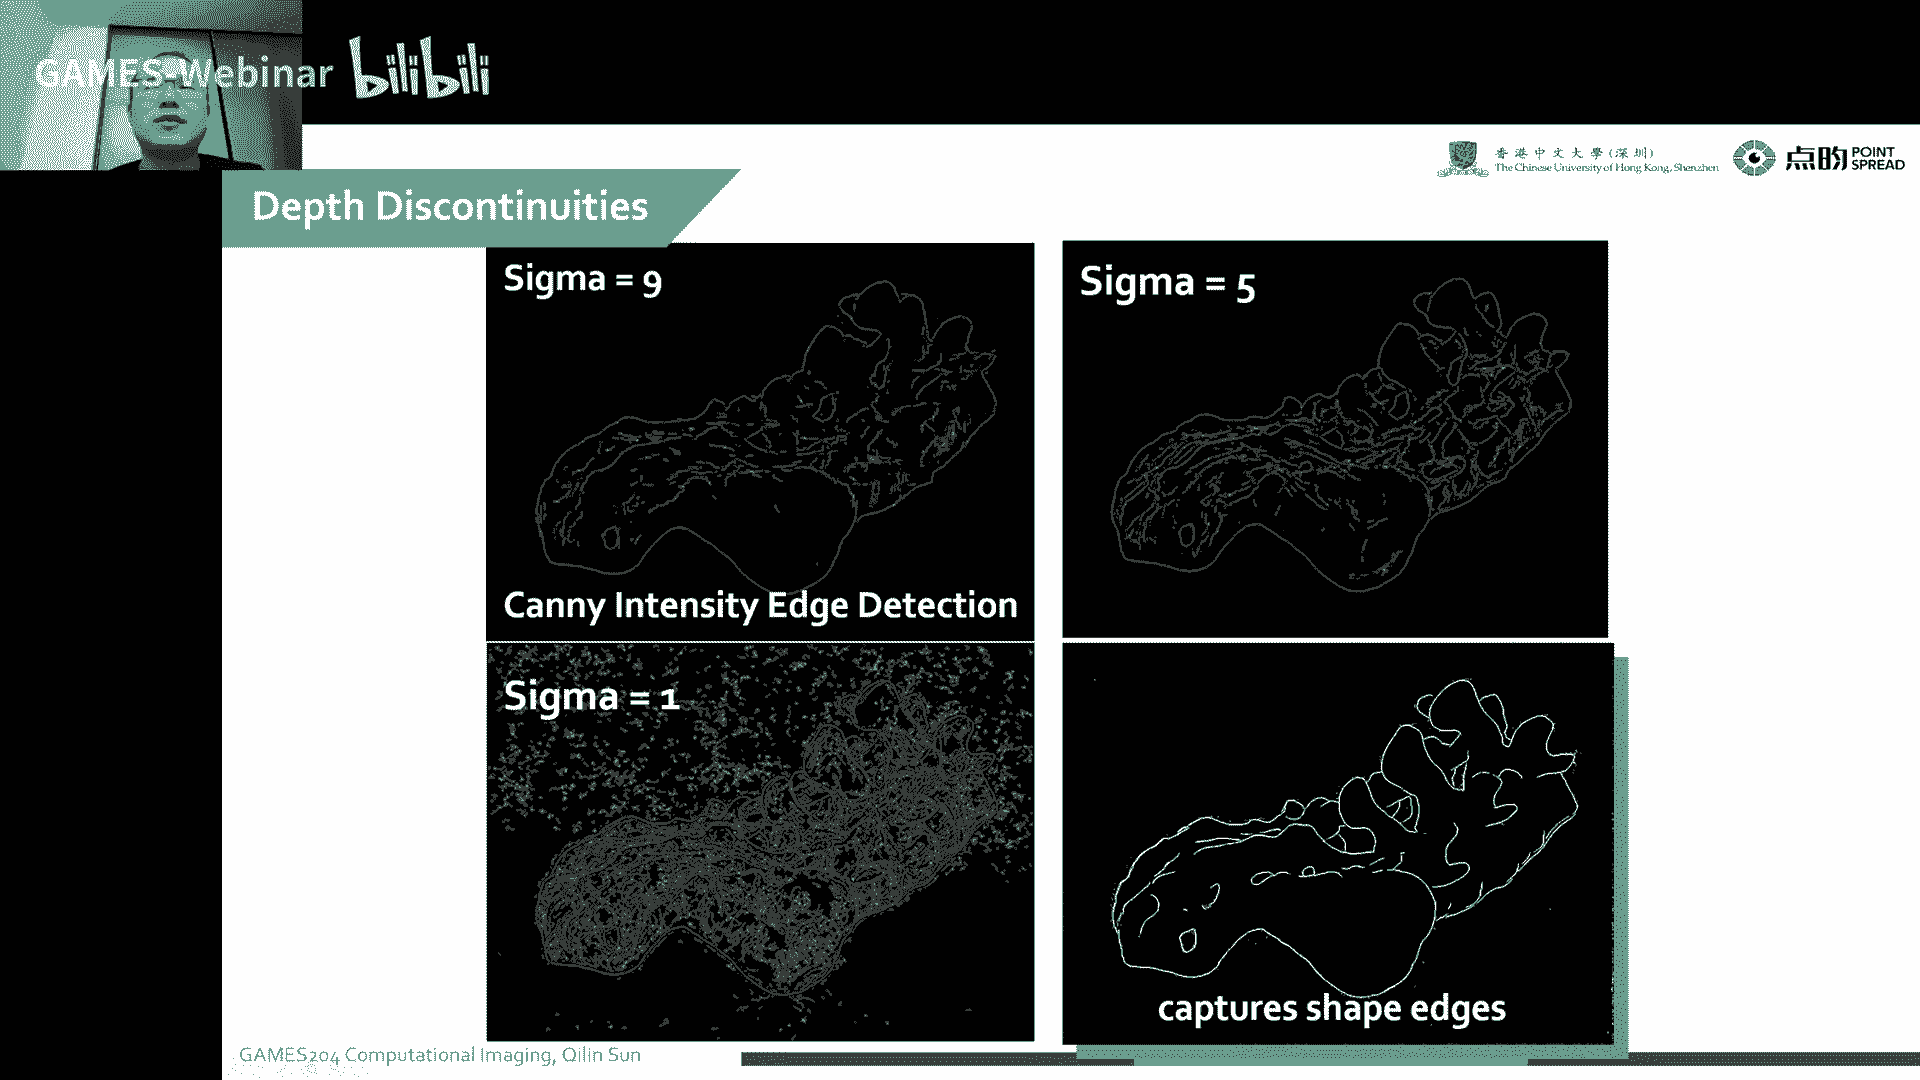 GAMES-Webinar bilibili
香港中文大學(深圳)
The Chinese University of Hong Kong, Shenzhen
点昀 POINT SPREAD
Depth Discontinuities
Sigma = 9
Sigma = 5
Canny Intensity Edge Detection
Sigma = 1
captures shape edges
GAMES204 Computational Imaging, Qilin Sun